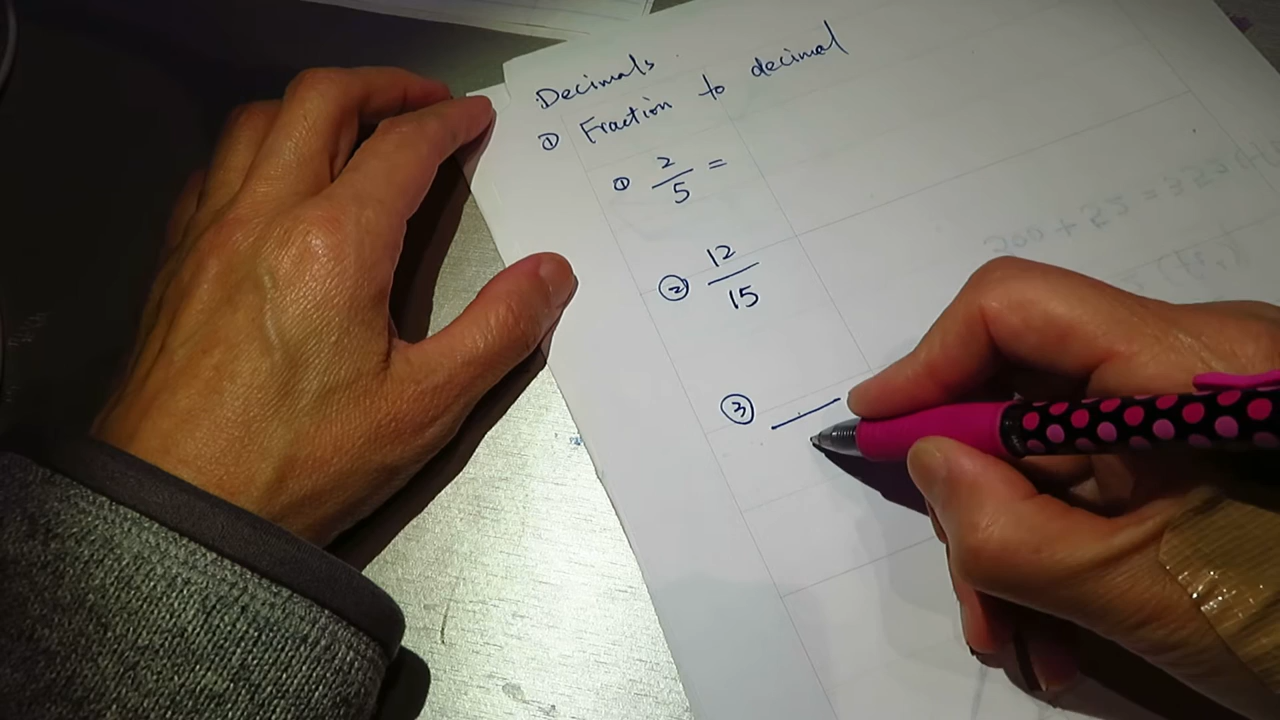 Decimals.
① Fraction to decimal
① 2/5 =
② 12/15
③